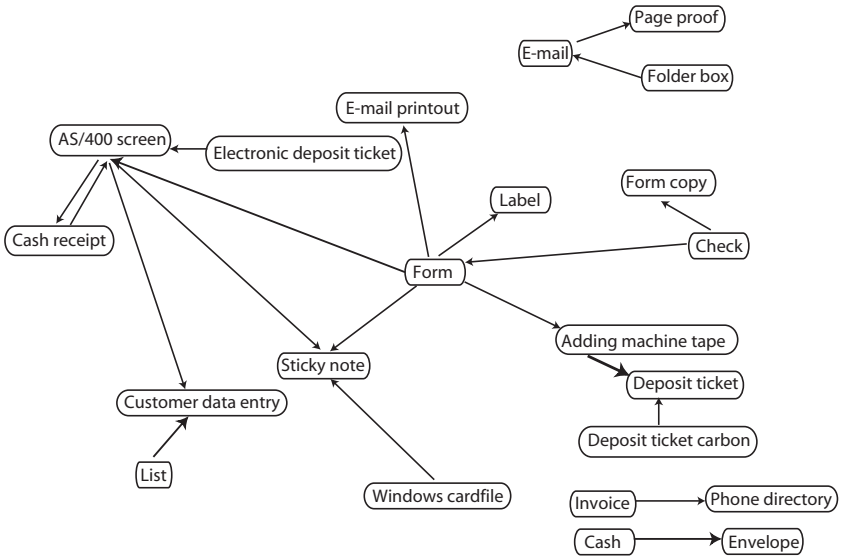 Page proof
E-mail
Folder box
E-mail printout
AS/400 screen
Electronic deposit ticket
Form copy
Label
Cash receipt
Check
Form
Adding machine tape
Sticky note
Deposit ticket
Customer data entry
Deposit ticket carbon
List
Windows cardfile
Invoice
Phone directory
Cash
Envelope